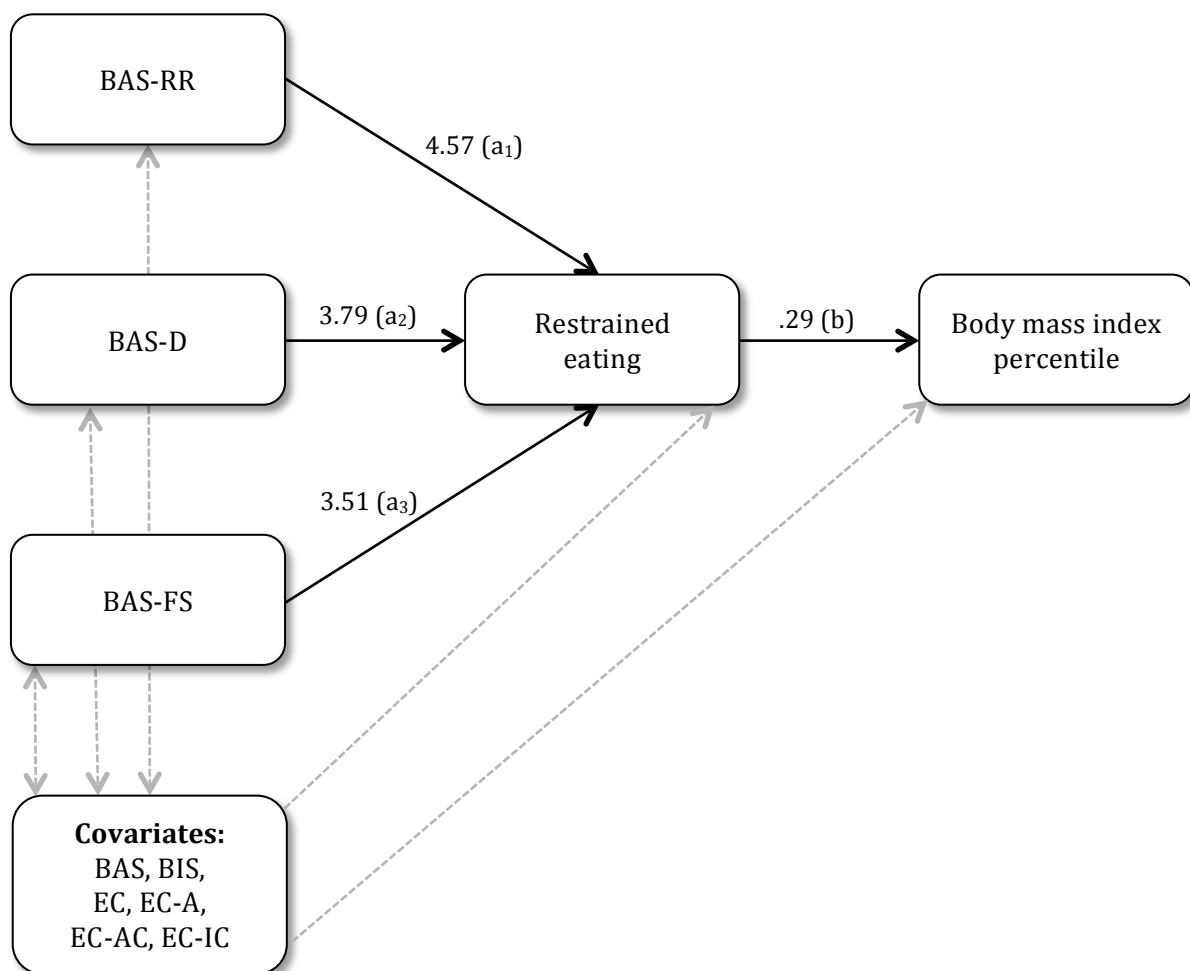 BAS-RR
4.57 (a₁)
BAS-D
3.79 (a₂)
Restrained
eating
.29 (b)
Body mass index
percentile
3.51 (a₃)
BAS-FS
Covariates:
BAS, BIS,
EC, EC-A,
EC-AC, EC-IC